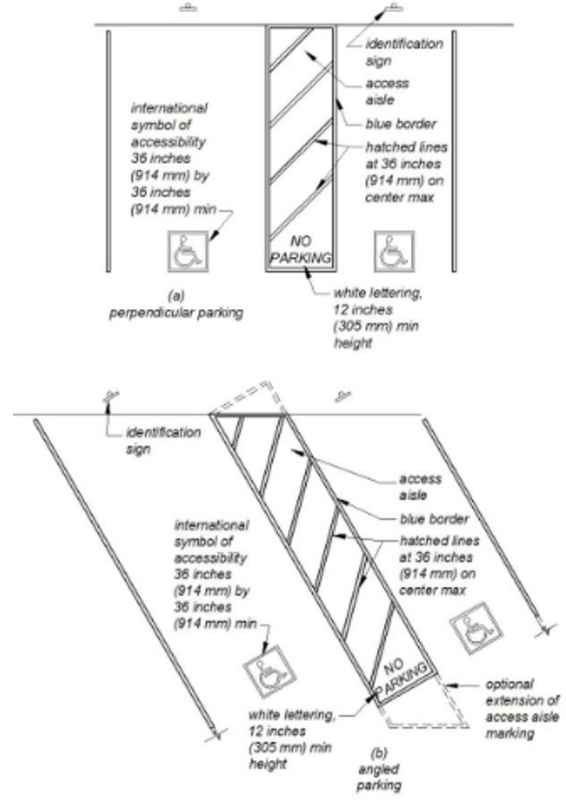 identification
sign
access
aisle
blue border
hatched lines
at 36 inches
(914 mm) on
center max
international
symbol of
accessibility
36 inches
(914 mm) by
36 inches
(914 mm) min
NO
PARKING
(a)
perpendicular parking
white lettering,
12 inches
(305 mm) min
height
identification
sign
access
aisle
blue border
hatched lines
at 36 inches
(914 mm) on
center max
international
symbol of
accessibility
36 inches
(914 mm) by
36 inches
(914 mm) min
NO
PARKING
optional
extension of
access aisle
marking
white lettering,
12 inches
(305 mm) min
height
(b)
angled
parking